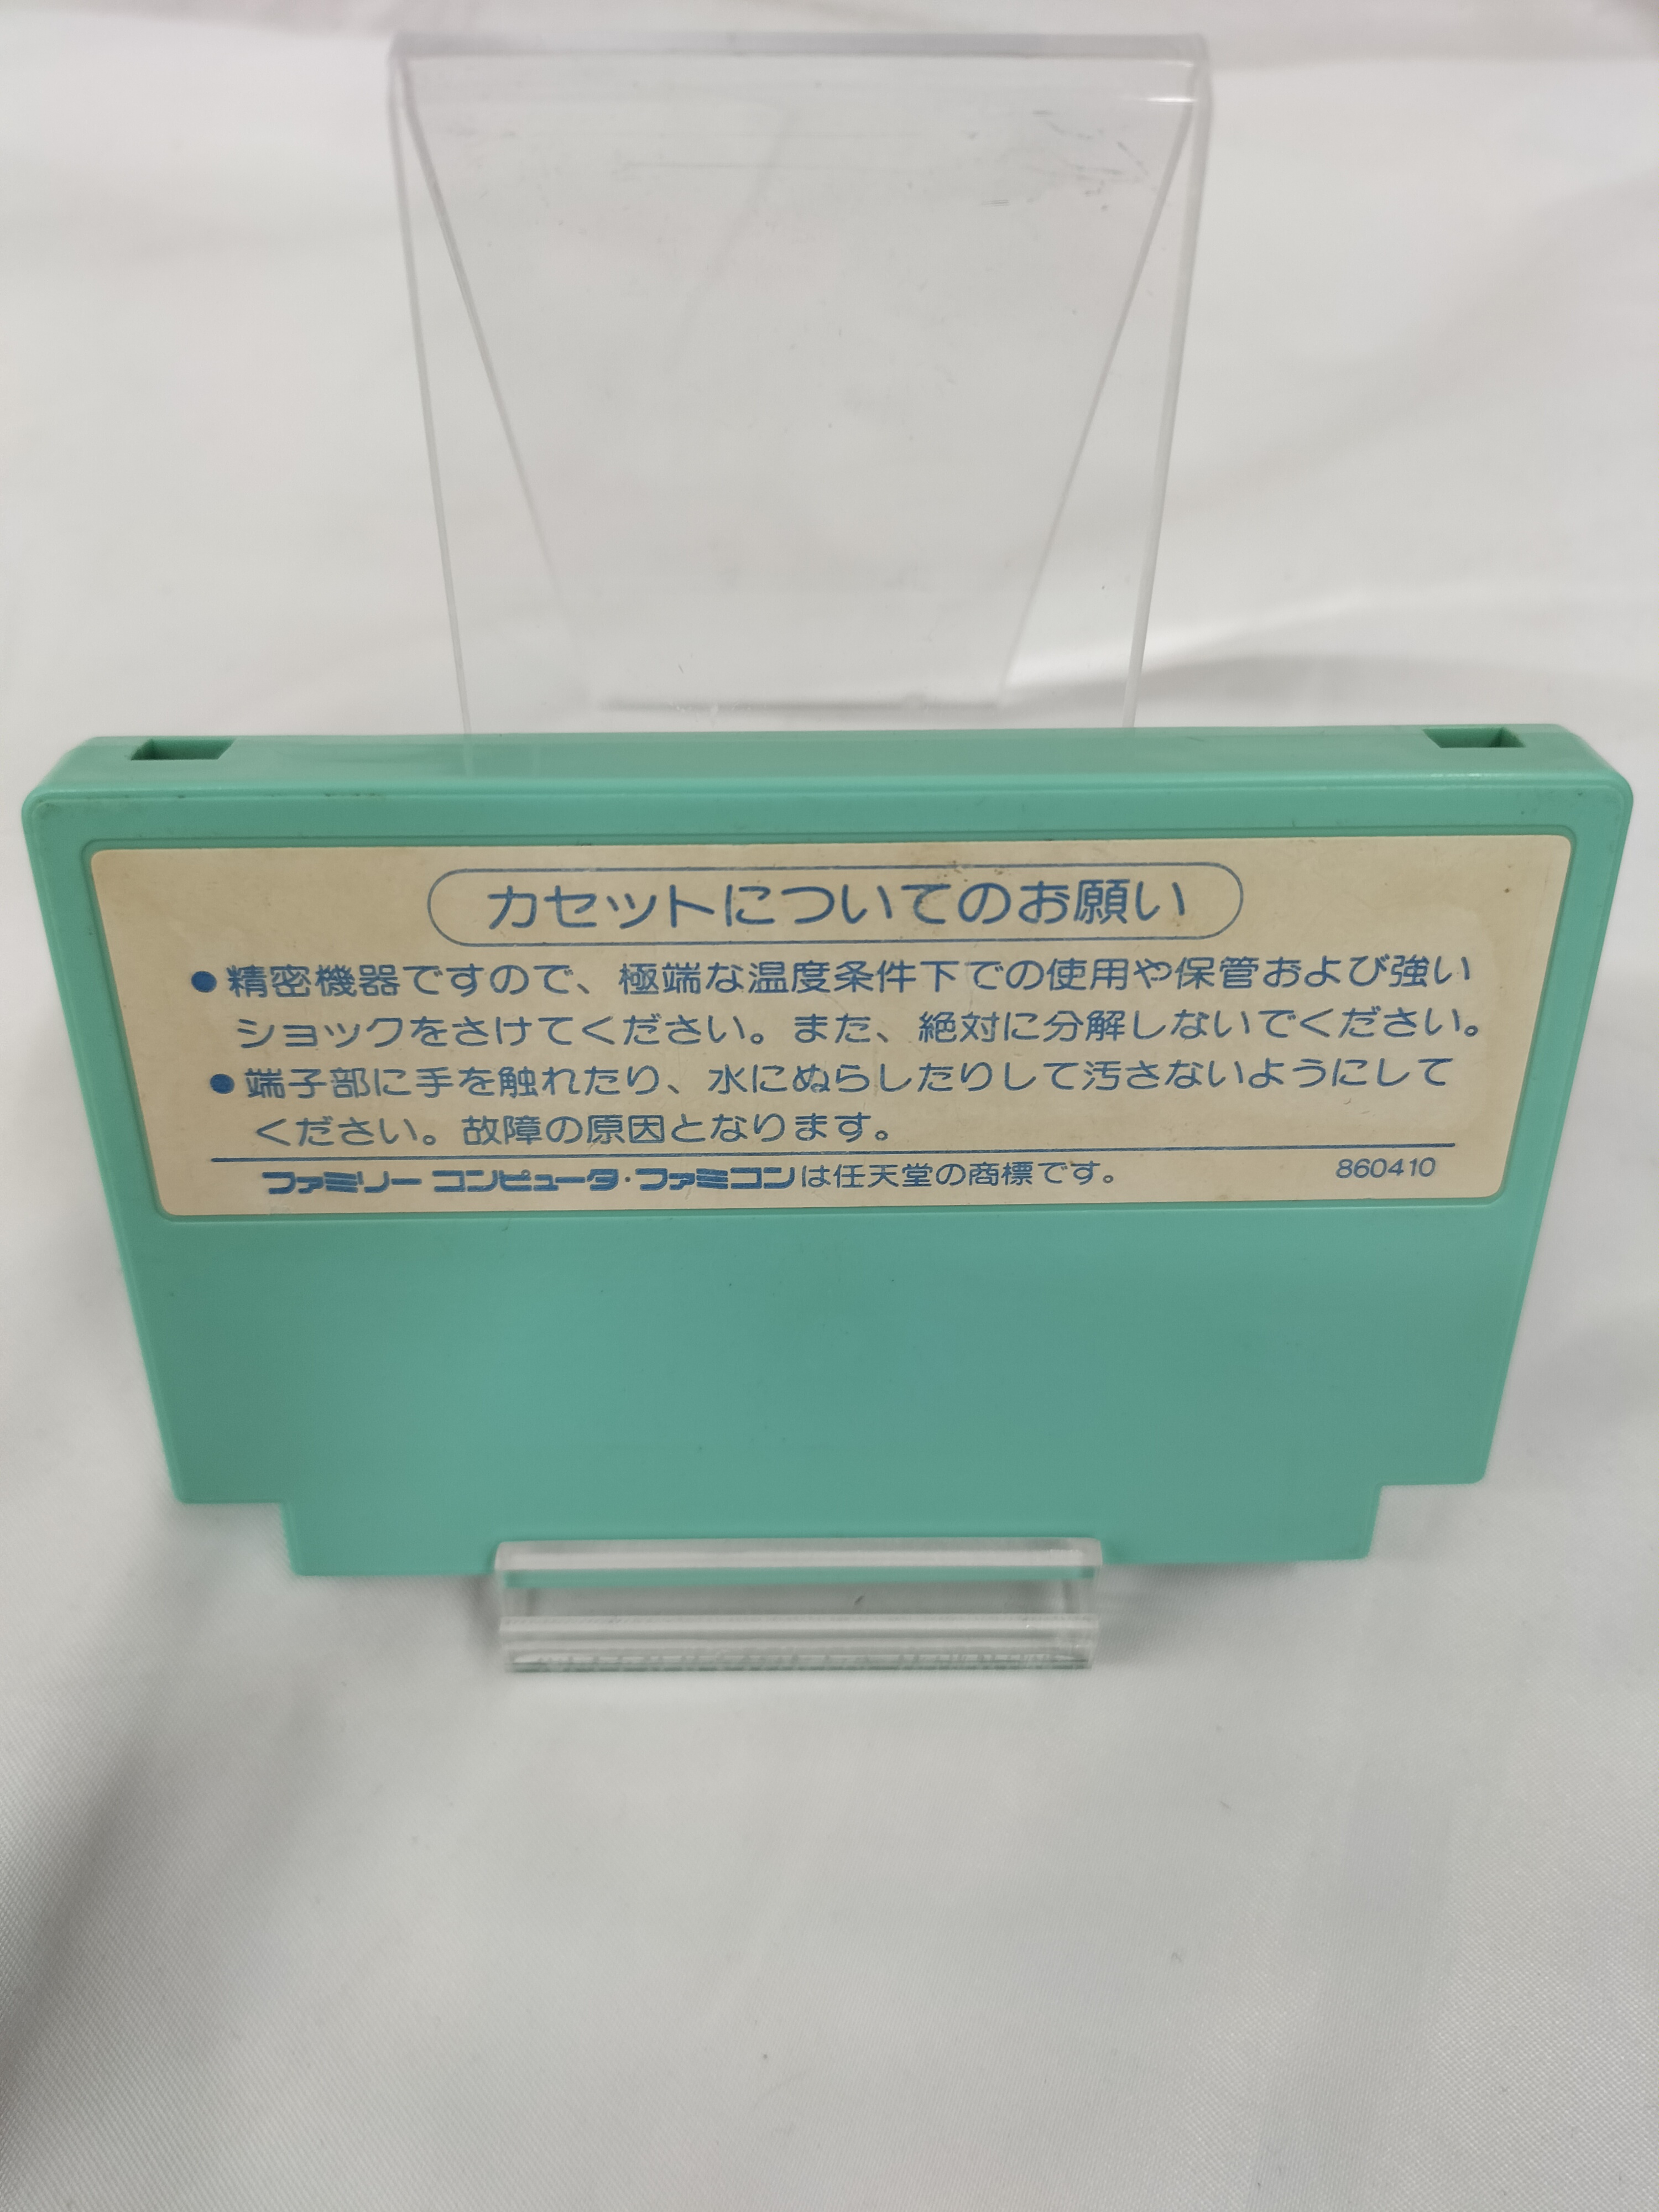 カセットについてのお願い
●精密機器ですので、極端な温度条件下での使用や保管および強い
ショックをさけてください。また、絶対に分解しないでください。
●端子部に手を触れたり、水にぬらしたりして汚さないようにして
ください。故障の原因となります。
ファミリー コンピュータ・ファミコンは任天堂の商標です。 860410